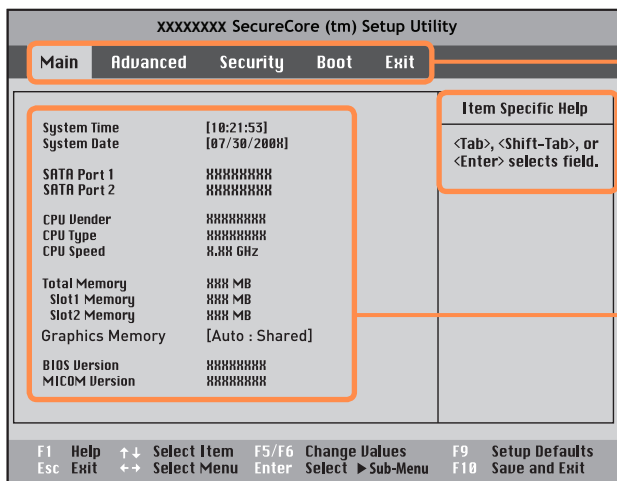 XXXXXXXX SecureCore (tm) Setup Utility
Main Advanced Security Boot Exit
Item Specific Help
<Tab>, <Shift-Tab>, or
<Enter> selects field.
System Time [10:21:53]
System Date [07/30/200X]
SATA Port 1 XXXXXXXX
SATA Port 2 XXXXXXXX
CPU Vender XXXXXXXX
CPU Type XXXXXXXX
CPU Speed X.XX GHz
Total Memory XXX MB
Slot1 Memory XXX MB
Slot2 Memory XXX MB
Graphics Memory [Auto : Shared]
BIOS Version XXXXXXXX
MICOM Version XXXXXXXX
F1 Help ↑↓ Select Item F5/F6 Change Values F9 Setup Defaults
Esc Exit ←→ Select Menu Enter Select ▶Sub-Menu F10 Save and Exit